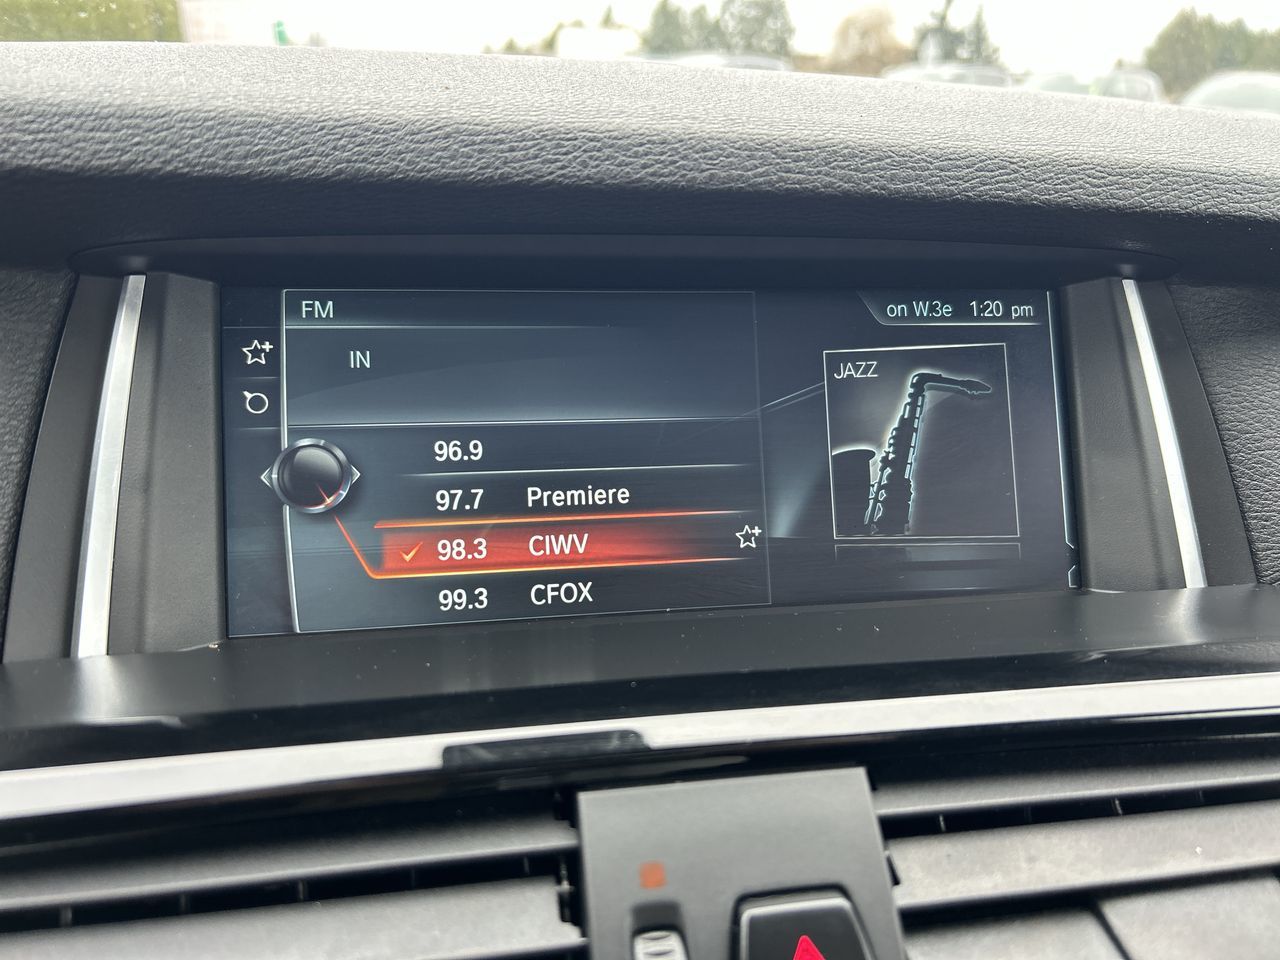 FM
on W.3e 1:20 pm
IN
JAZZ
96.9
97.7 Premiere
98.3 CIWV
99.3 CFOX